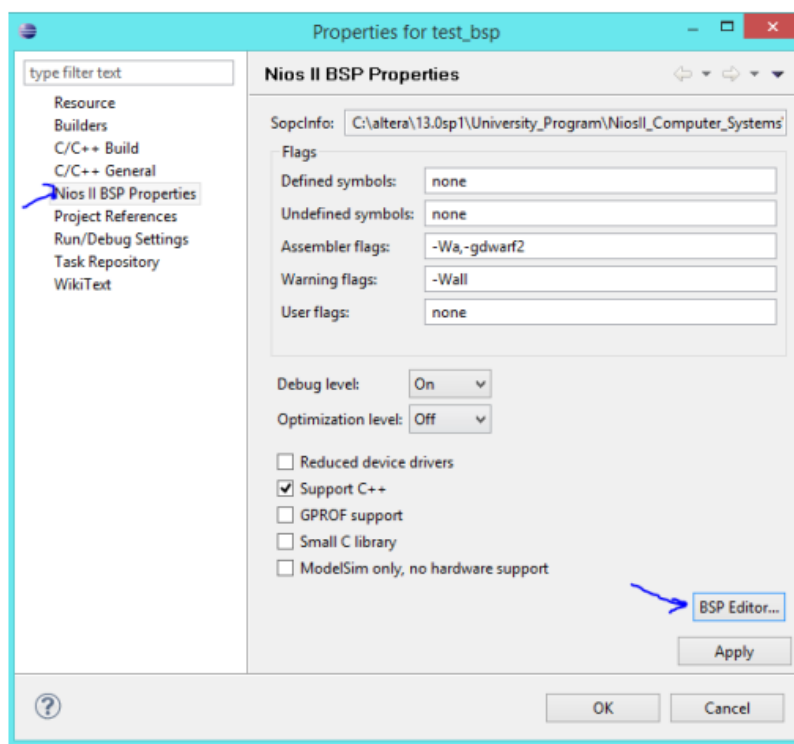 Properties for test_bsp
type filter text
Resource
Builders
C/C++ Build
C/C++ General
Nios II BSP Properties
Project References
Run/Debug Settings
Task Repository
WikiText
Nios II BSP Properties
SopcInfo: C:\altera\13.0sp1\University_Program\NiosII_Computer_Systems
Flags
Defined symbols: none
Undefined symbols: none
Assembler flags: -Wa,-gdwarf2
Warning flags: -Wall
User flags: none
Debug level: On
Optimization level: Off
Reduced device drivers
Support C++
GPROF support
Small C library
ModelSim only, no hardware support
BSP Editor...
Apply
OK Cancel